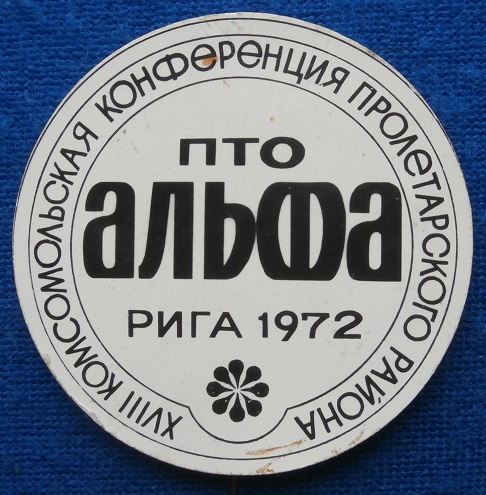 XVIII КОМСОМОЛЬСКАЯ КОНФЕРЕНЦИЯ ПРОЛЕТАРСКОГО РАЙОНА
ПТО
АЛЬФА
РИГА 1972